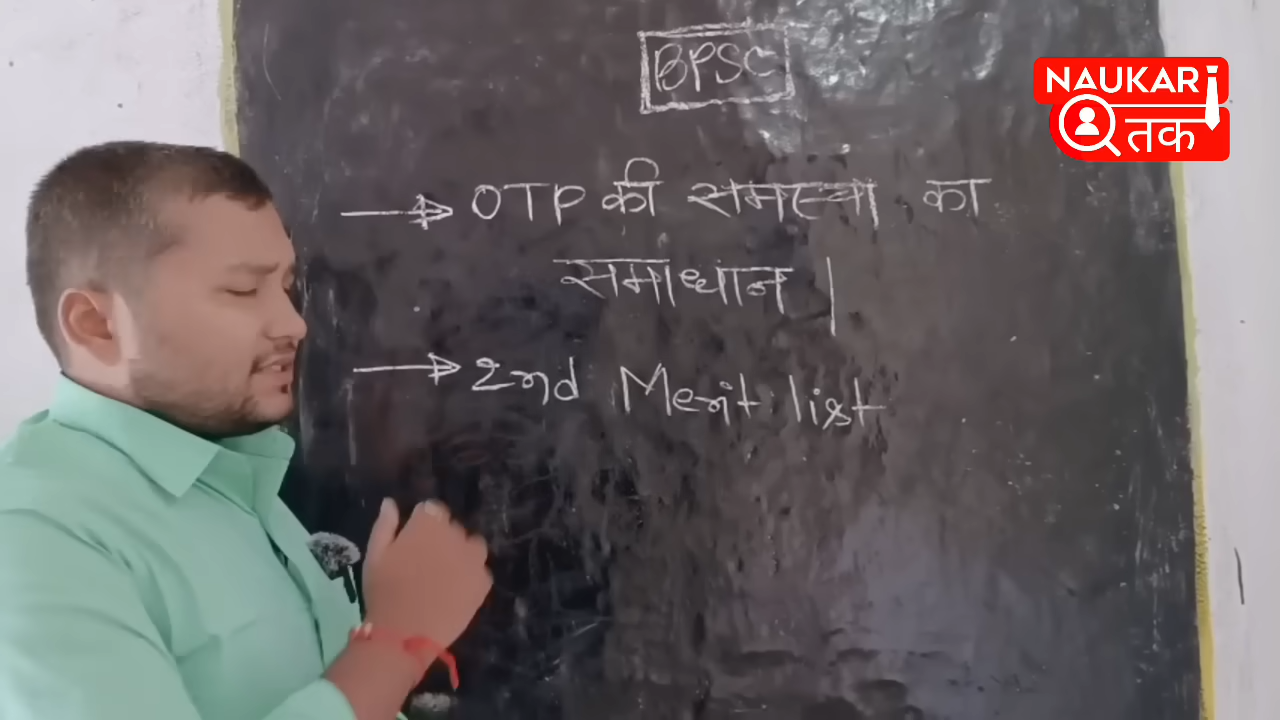 BPSC
NAUKARI
तक
OTP की समस्या का
समाधान |
2nd Merit list